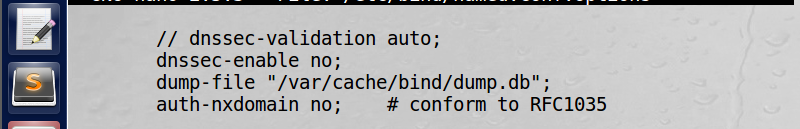 // dnssec-validation auto;
dnssec-enable no;
dump-file "/var/cache/bind/dump.db";
auth-nxdomain no;    # conform to RFC1035